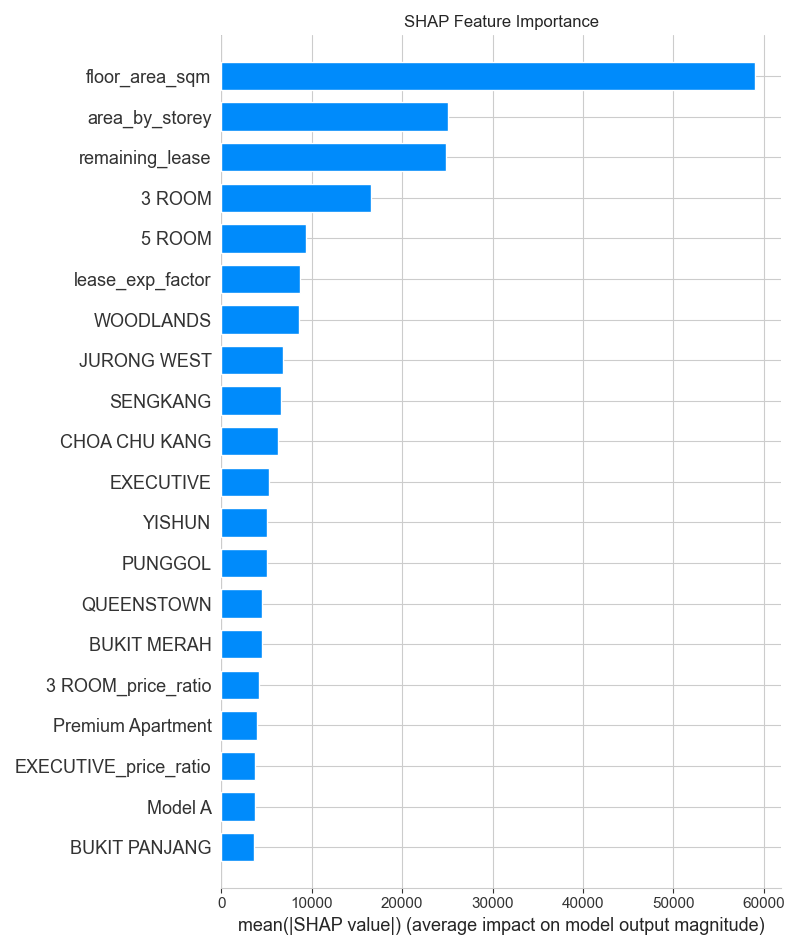 SHAP Feature Importance
floor_area_sqm
area_by_storey
remaining_lease
3 ROOM
5 ROOM
lease_exp_factor
WOODLANDS
JURONG WEST
SENGKANG
CHOA CHU KANG
EXECUTIVE
YISHUN
PUNGGOL
QUEENSTOWN
BUKIT MERAH
3 ROOM_price_ratio
Premium Apartment
EXECUTIVE_price_ratio
Model A
BUKIT PANJANG
0 10000 20000 30000 40000 50000 60000
mean(|SHAP value|) (average impact on model output magnitude)